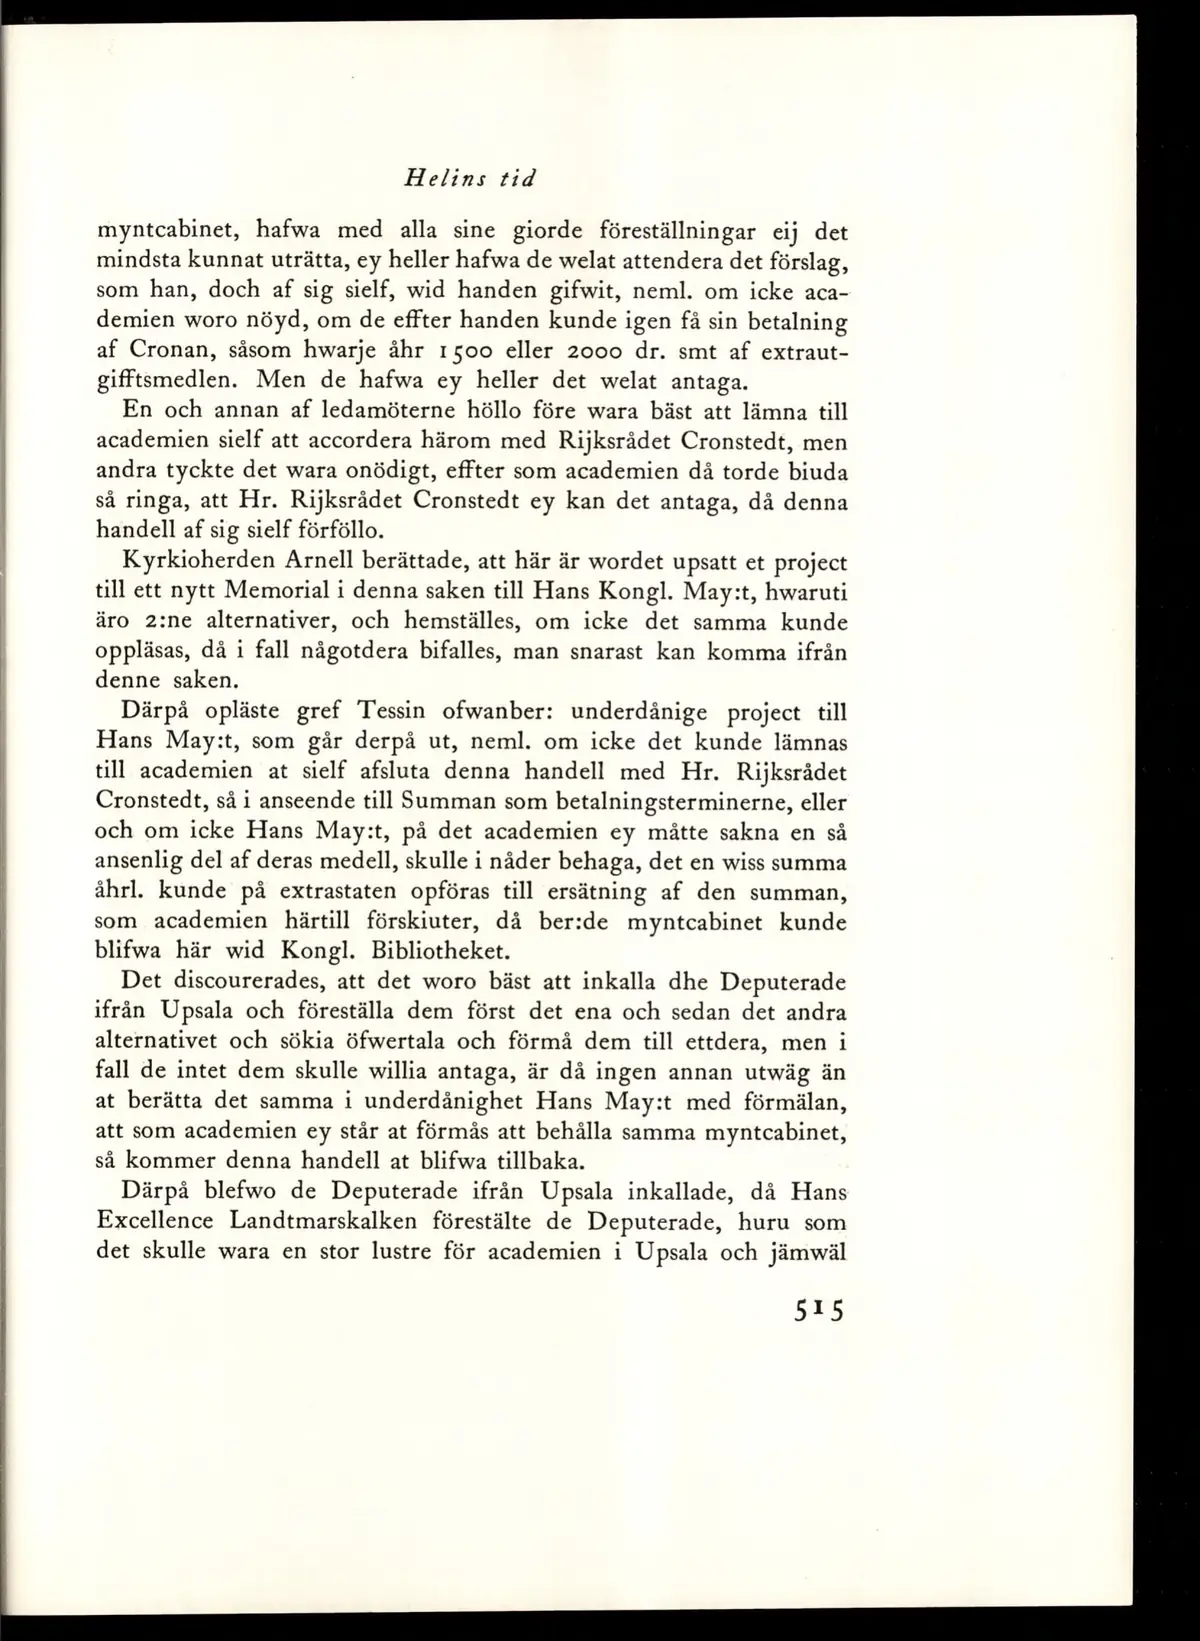 Helins tid
myntcabinet, hafwa med alla sine giorde föreställningar eij det
mindsta kunnat uträtta, ey heller hafwa de welat attendera det förslag,
som han, doch af sig sielf, wid handen gifwit, neml. om icke aca-
demien woro nöyd, om de effter handen kunde igen få sin betalning
af Cronan, såsom hwarje åhr 1500 eller 2000 dr. smt af extraut-
gifftsmedlen. Men de hafwa ey heller det welat antaga.
En och annan af ledamöterne höllo före wara bäst att lämna till
academien sielf att accordera härom med Rijksrådet Cronstedt, men
andra tyckte det wara onödigt, effter som academien då torde biuda
så ringa, att Hr. Rijksrådet Cronstedt ey kan det antaga, då denna
handell af sig sielf förföllo.
Kyrkioherden Arnell berättade, att här är wordet upsatt et project
till ett nytt Memorial i denna saken till Hans Kongl. May:t, hwaruti
äro 2:ne alternativer, och hemställes, om icke det samma kunde
oppläsas, då i fall någotdera bifalles, man snarast kan komma ifrån
denne saken.
Därpå opläste gref Tessin ofwanber: underdånige project till
Hans May:t, som går derpå ut, neml. om icke det kunde lämnas
till academien at sielf afsluta denna handell med Hr. Rijksrådet
Cronstedt, så i anseende till Summan som betalningsterminerne, eller
och om icke Hans May:t, på det academien ey måtte sakna en så
ansenlig del af deras medell, skulle i nåder behaga, det en wiss summa
åhrl. kunde på extrastaten opföras till ersätning af den summan,
som academien härtill förskiuter, då ber:de myntcabinet kunde
blifwa här wid Kongl. Bibliotheket.
Det discourerades, att det woro bäst att inkalla dhe Deputerade
ifrån Upsala och föreställa dem först det ena och sedan det andra
alternativet och sökia öfwertala och förmå dem till ettdera, men i
fall de intet dem skulle willia antaga, är då ingen annan utwäg än
at berätta det samma i underdånighet Hans May:t med förmälan,
att som academien ey står at förmås att behålla samma myntcabinet,
så kommer denna handell at blifwa tillbaka.
Därpå blefwo de Deputerade ifrån Upsala inkallade, då Hans
Excellence Landtmarskalken förestälte de Deputerade, huru som
det skulle wara en stor lustre för academien i Upsala och jämwäl
515